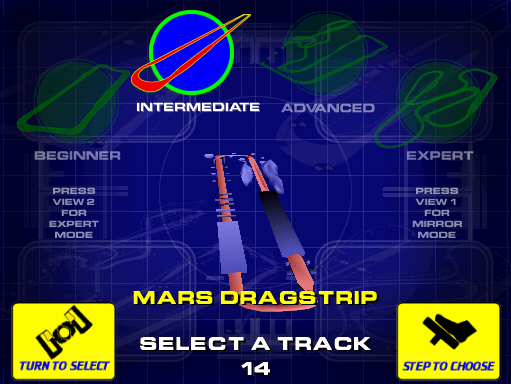 INTERMEDIATE
ADVANCED
BEGINNER
EXPERT
PRESS
VIEW 2
FOR
EXPERT
MODE
PRESS
VIEW 1
FOR
MIRROR
MODE
MARS DRAGSTRIP
TURN TO SELECT
SELECT A TRACK
STEP TO CHOOSE
14